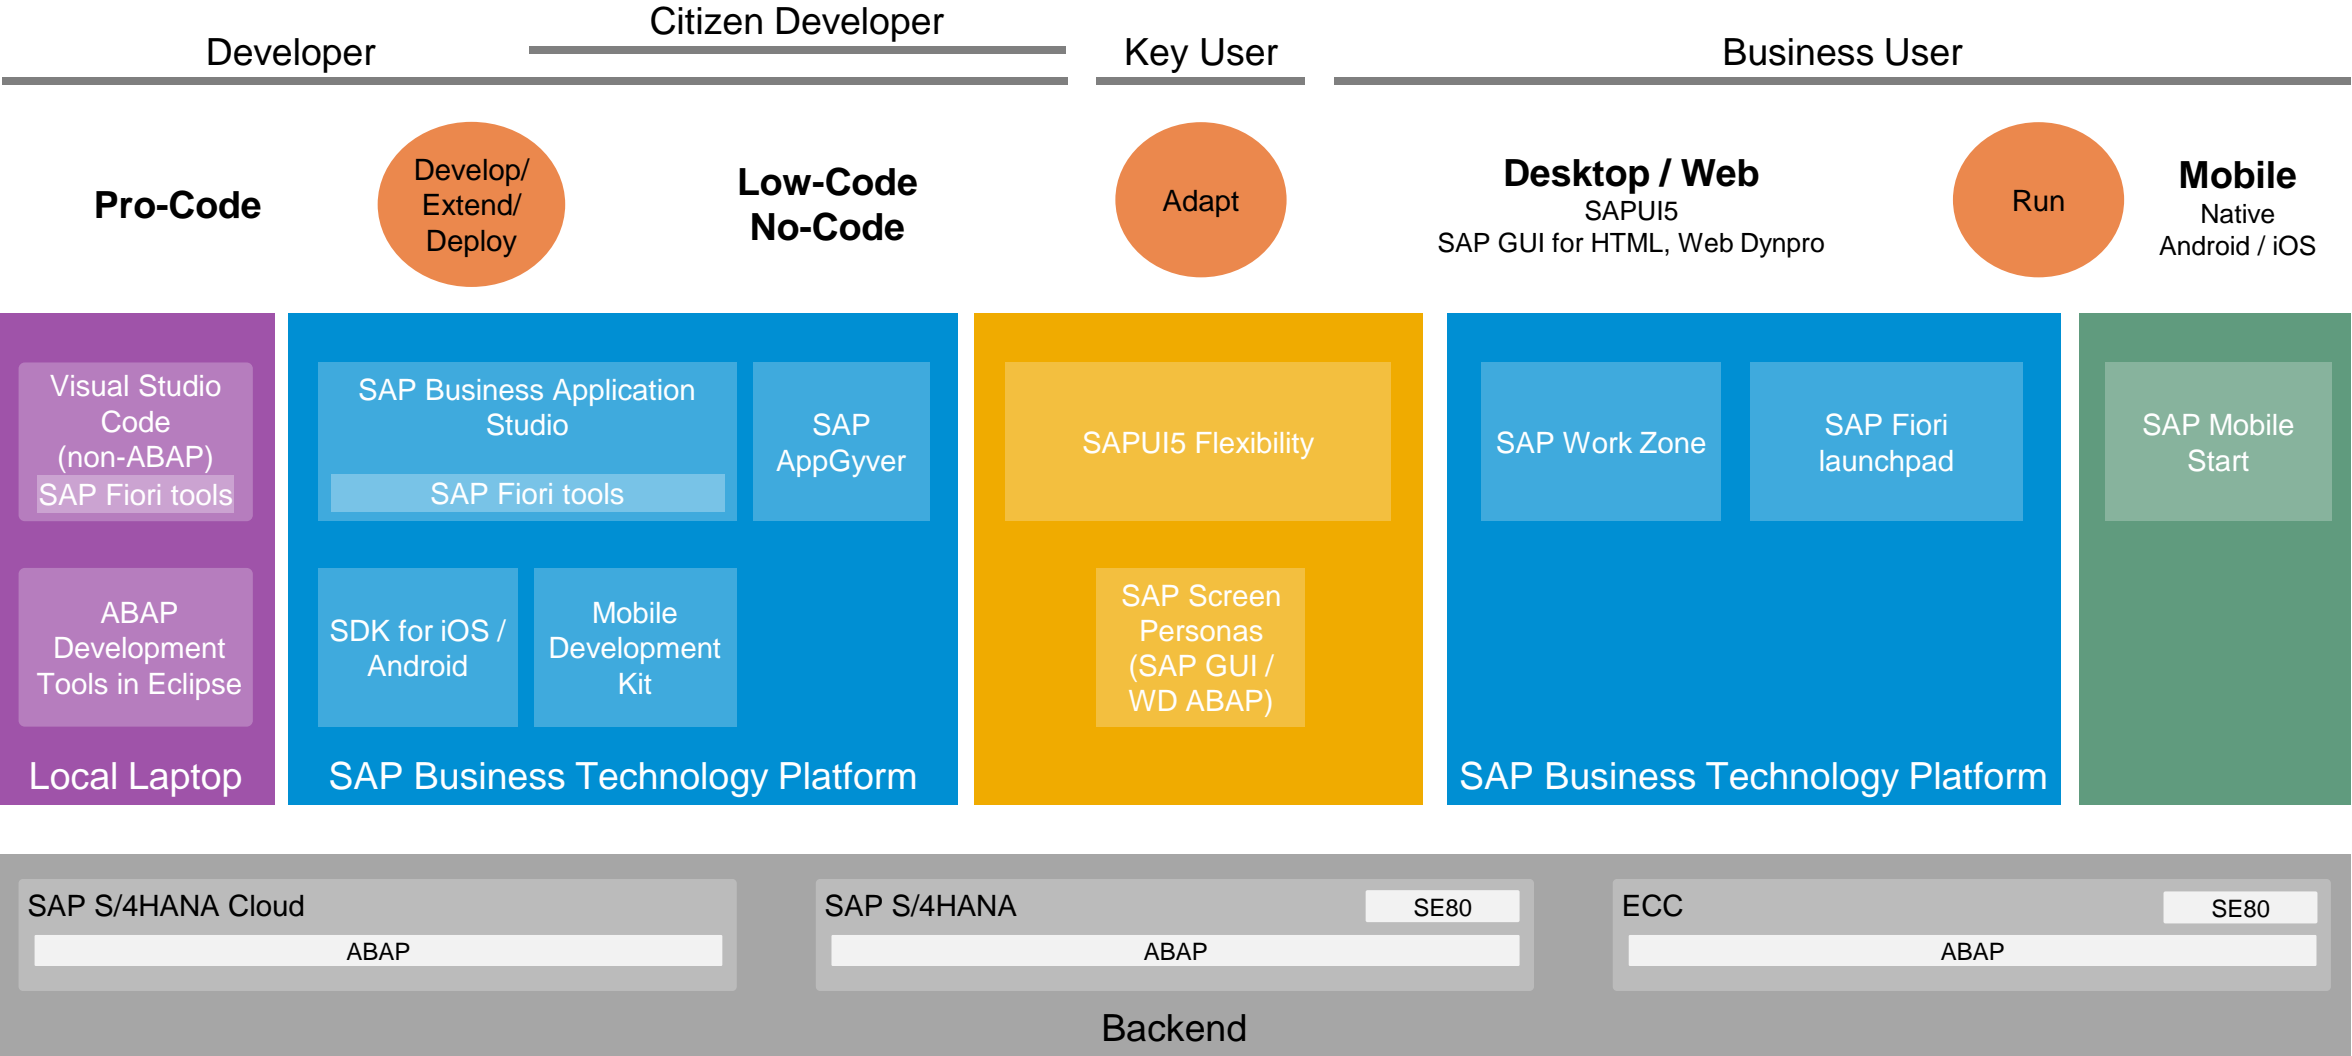 Citizen Developer
Developer
Key User
Business User
Pro-Code
Develop/
Extend/
Deploy
Low-Code
No-Code
Adapt
Desktop / Web
SAPUI5
SAP GUI for HTML, Web Dynpro
Run
Mobile
Native
Android / iOS
Visual Studio
Code
(non-ABAP)
SAP Fiori tools
ABAP
Development
Tools in Eclipse
Local Laptop
SAP Business Application
Studio
SAP Fiori tools
SAP
AppGyver
SDK for iOS /
Android
Mobile
Development
Kit
SAP Business Technology Platform
SAPUI5 Flexibility
SAP Screen
Personas
(SAP GUI /
WD ABAP)
SAP Work Zone
SAP Fiori
launchpad
SAP Business Technology Platform
SAP Mobile
Start
SAP S/4HANA Cloud
ABAP
SAP S/4HANA
SE80
ABAP
ECC
SE80
ABAP
Backend